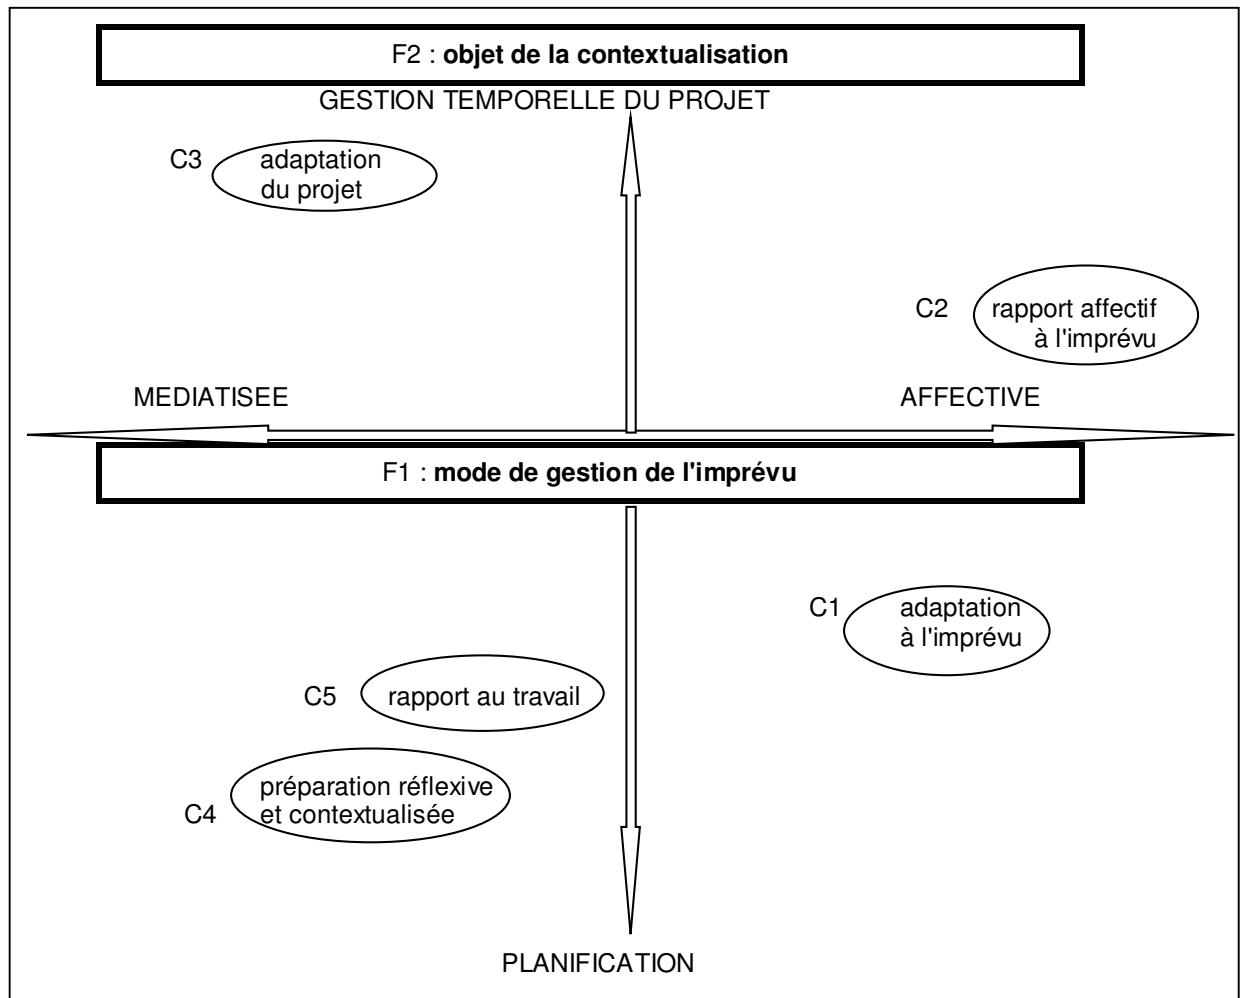 F2 : objet de la contextualisation
GESTION TEMPORELLE DU PROJET
C3
adaptation
du projet
C2
rapport affectif
à l'imprévu
MEDIATISEE
AFFECTIVE
F1 : mode de gestion de l'imprévu
C1
adaptation
à l'imprévu
C5
rapport au travail
C4
préparation réflexive
et contextualisée
PLANIFICATION